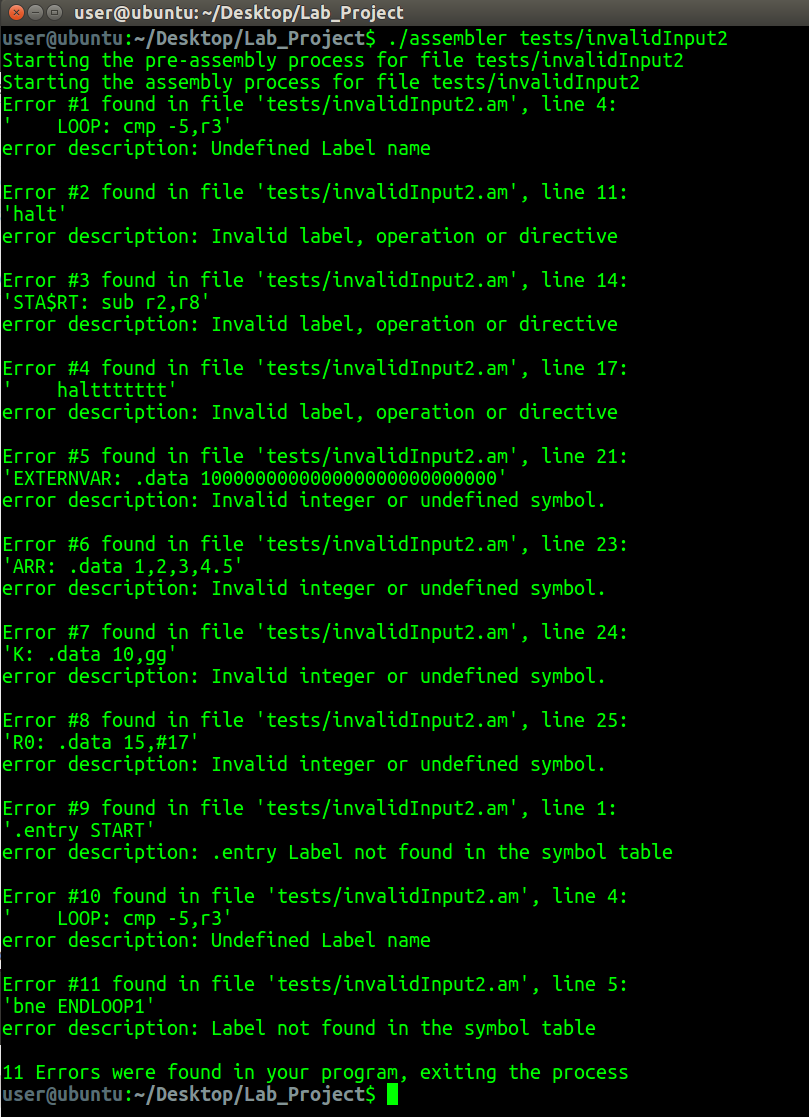 user@ubuntu: ~/Desktop/Lab_Project
user@ubuntu:~/Desktop/Lab_Project$ ./assembler tests/invalidInput2
Starting the pre-assembly process for file tests/invalidInput2
Starting the assembly process for file tests/invalidInput2
Error #1 found in file 'tests/invalidInput2.am', line 4:
'    LOOP: cmp -5,r3'
error description: Undefined Label name
Error #2 found in file 'tests/invalidInput2.am', line 11:
'halt'
error description: Invalid label, operation or directive
Error #3 found in file 'tests/invalidInput2.am', line 14:
'STA$RT: sub r2,r8'
error description: Invalid label, operation or directive
Error #4 found in file 'tests/invalidInput2.am', line 17:
'    halttttttt'
error description: Invalid label, operation or directive
Error #5 found in file 'tests/invalidInput2.am', line 21:
'EXTERNVAR: .data 100000000000000000000000000'
error description: Invalid integer or undefined symbol.
Error #6 found in file 'tests/invalidInput2.am', line 23:
'ARR: .data 1,2,3,4.5'
error description: Invalid integer or undefined symbol.
Error #7 found in file 'tests/invalidInput2.am', line 24:
'K: .data 10,gg'
error description: Invalid integer or undefined symbol.
Error #8 found in file 'tests/invalidInput2.am', line 25:
'R0: .data 15,#17'
error description: Invalid integer or undefined symbol.
Error #9 found in file 'tests/invalidInput2.am', line 1:
'.entry START'
error description: .entry Label not found in the symbol table
Error #10 found in file 'tests/invalidInput2.am', line 4:
'    LOOP: cmp -5,r3'
error description: Undefined Label name
Error #11 found in file 'tests/invalidInput2.am', line 5:
'bne ENDLOOP1'
error description: Label not found in the symbol table
11 Errors were found in your program, exiting the process
user@ubuntu:~/Desktop/Lab_Project$